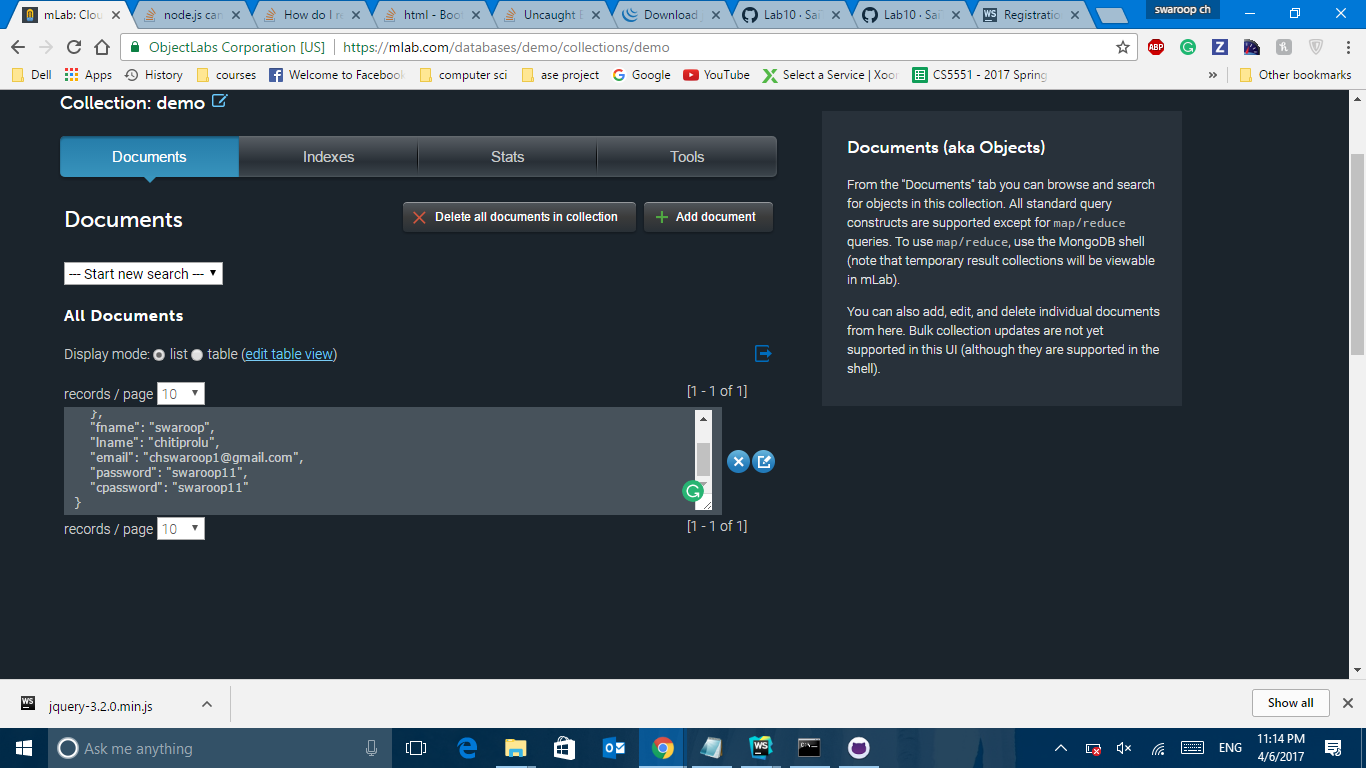 mLab: Clou
node.js can
How do I r
html - Boo
Uncaught E
Download j
Lab10 · Sai
Lab10 · Sai
Registratio
swaroop ch
ObjectLabs Corporation [US]
https://mlab.com/databases/demo/collections/demo
ABP
Dell
Apps
History
courses
Welcome to Facebook
computer sci
ase project
Google
YouTube
Select a Service | Xoo
CS5551 - 2017 Spring
»
Other bookmarks
Collection: demo
Documents
Indexes
Stats
Tools
Documents
Delete all documents in collection
Add document
--- Start new search ---
All Documents
Display mode: list table (edit table view)
records / page 10
[1 - 1 of 1]
},
"fname": "swaroop",
"lname": "chitiprolu",
"email": "chswaroop1@gmail.com",
"password": "swaroop11",
"cpassword": "swaroop11"
}
records / page 10
[1 - 1 of 1]
Documents (aka Objects)
From the "Documents" tab you can browse and search
for objects in this collection. All standard query
constructs are supported except for map/reduce
queries. To use map/reduce, use the MongoDB shell
(note that temporary result collections will be viewable
in mLab).
You can also add, edit, and delete individual documents
from here. Bulk collection updates are not yet
supported in this UI (although they are supported in the
shell).
WS
jquery-3.2.0.min.js
Show all
Ask me anything
WS
ENG
11:14 PM
4/6/2017